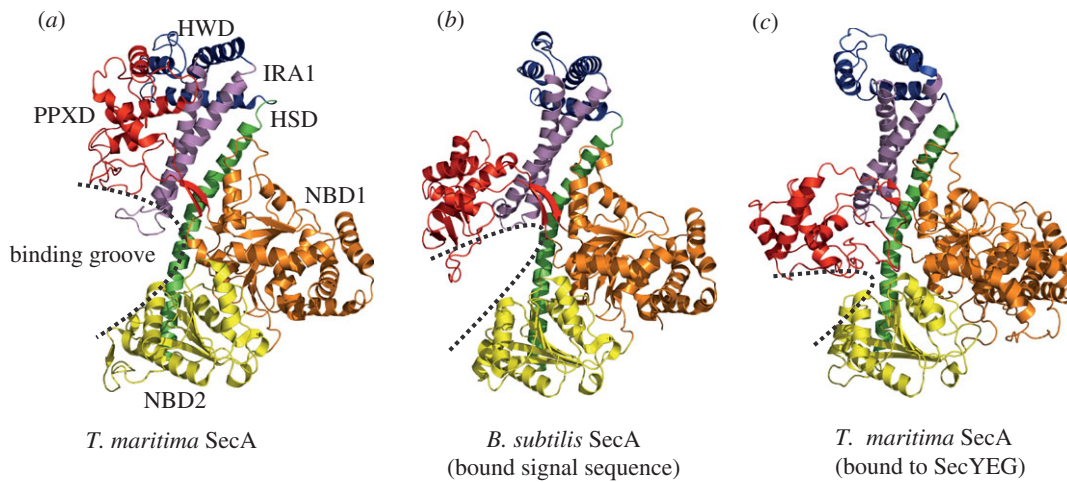 (a)
HWD
IRA1
PPXD
HSD
NBD1
binding groove
NBD2
T. maritima SecA
(b)
B. subtilis SecA
(bound signal sequence)
(c)
T. maritima SecA
(bound to SecYEG)